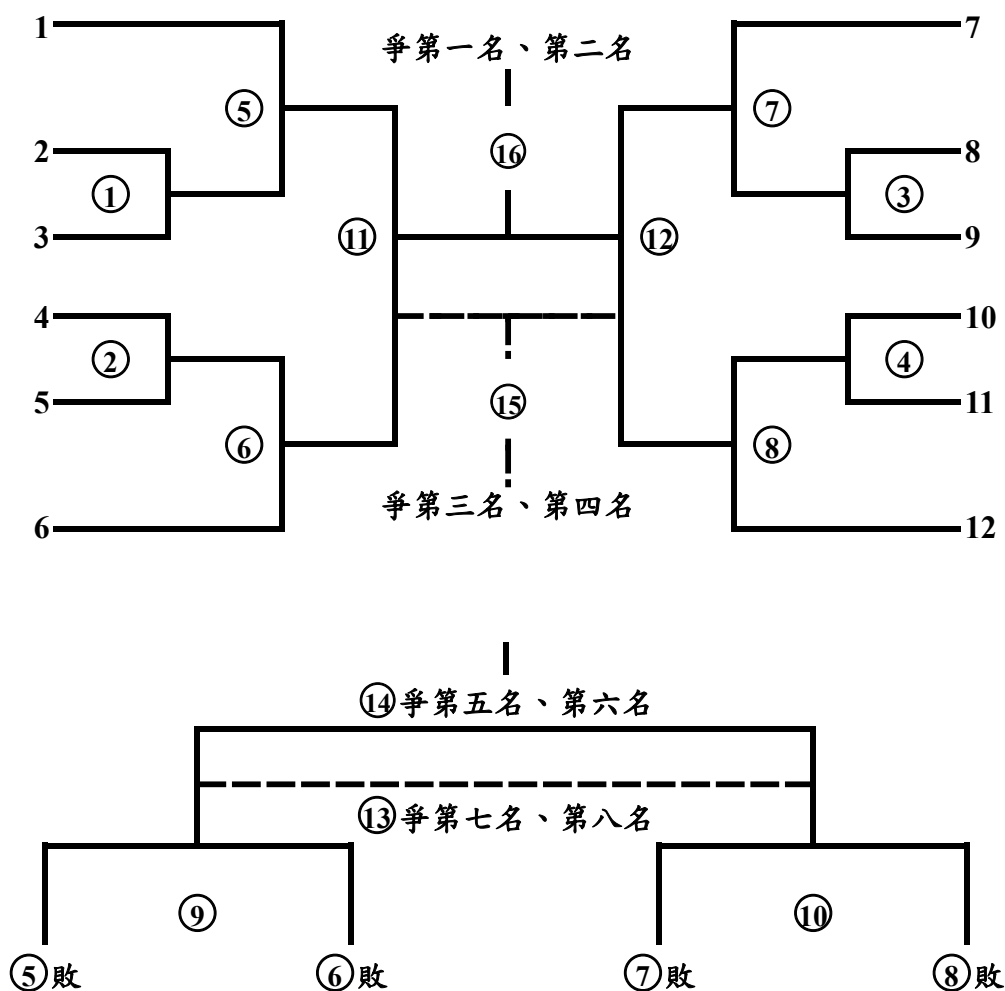 1 爭第一名、第二名 7
⑤ ⑦
2 ⑯ 8
① ③
3 ⑪ ⑫ 9
4 10
② ④
5 ⑮ 11
⑥ ⑧
爭第三名、第四名
6 12
⑭爭第五名、第六名
⑬爭第七名、第八名
⑨ ⑩
⑤敗 ⑥敗 ⑦敗 ⑧敗